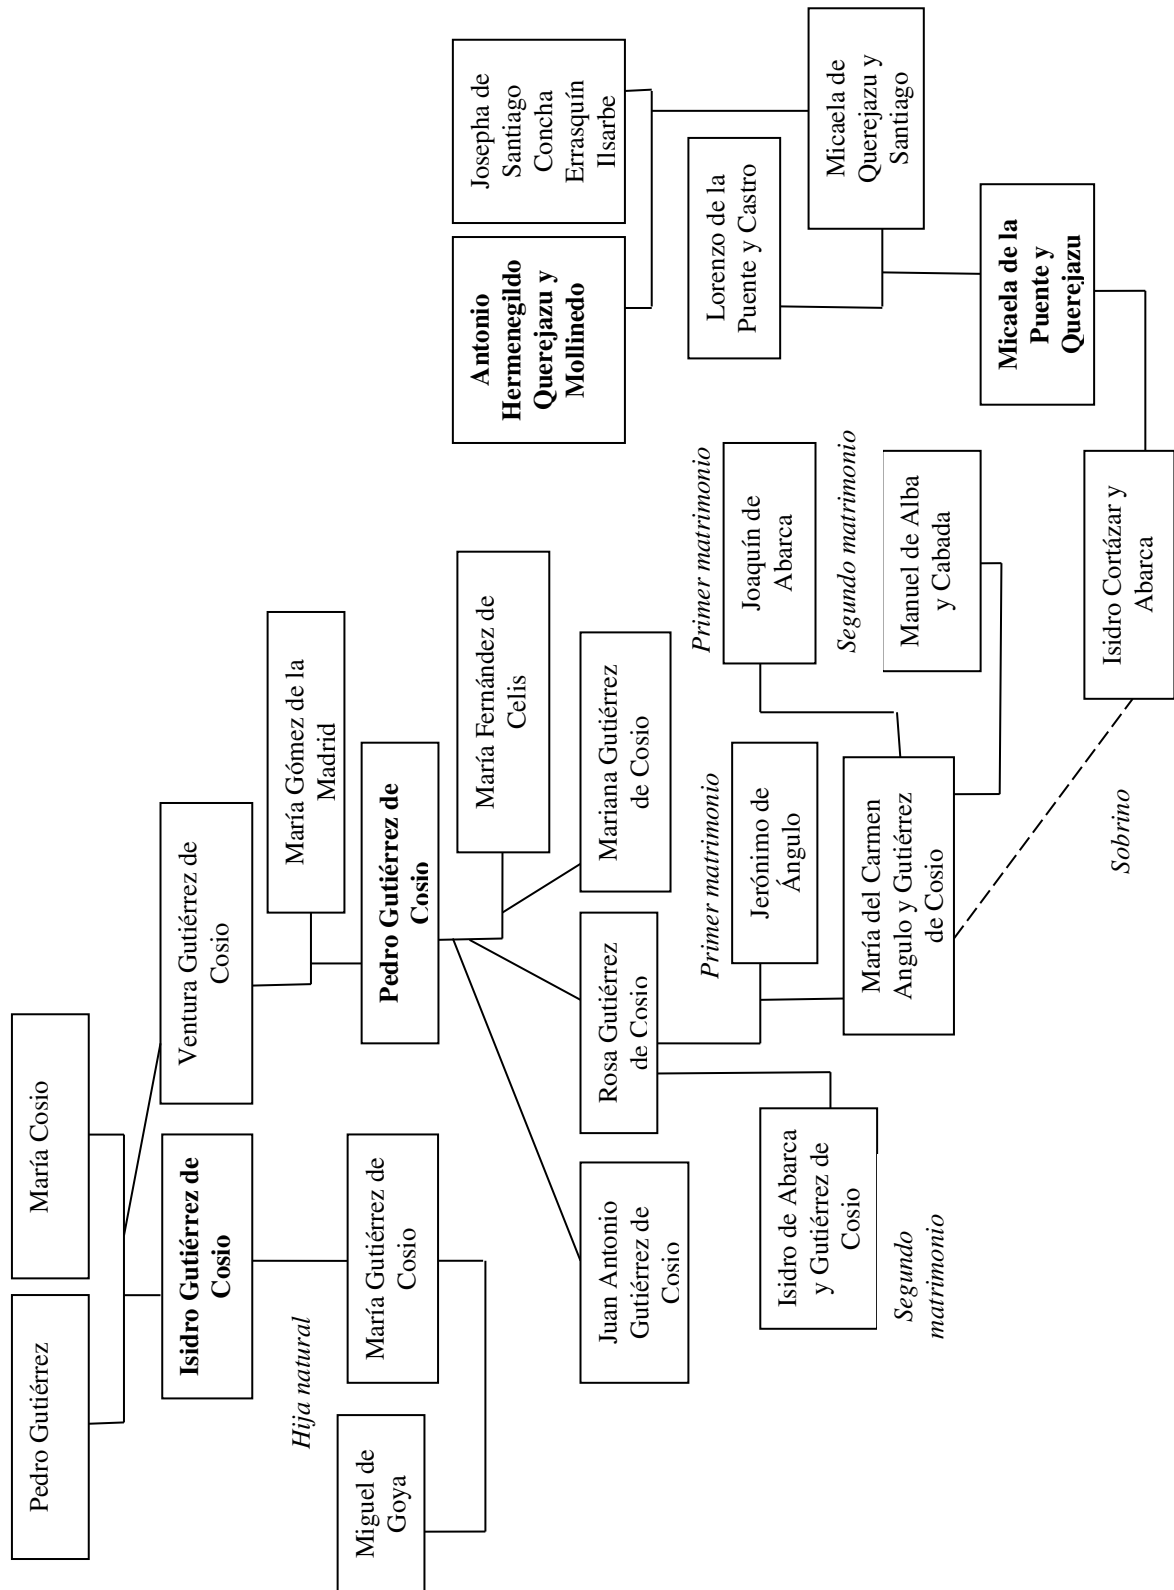 Pedro Gutiérrez
María Cosio
Isidro Gutiérrez de
Cosio
Ventura Gutiérrez de
Cosio
María Gómez de la
Madrid
Hija natural
Miguel de
Goya
María Gutiérrez de
Cosio
Pedro Gutiérrez de
Cosio
María Fernández de
Celis
Antonio
Hermenegildo
Querejazu y
Mollinedo
Josepha de
Santiago
Concha
Errasquín
Ilsarbe
Juan Antonio
Gutiérrez de
Cosio
Rosa Gutiérrez
de Cosio
Mariana Gutiérrez
de Cosio
Primer matrimonio
Primer matrimonio
Lorenzo de la
Puente y Castro
Isidro de Abarca
y Gutiérrez de
Cosio
Segundo
matrimonio
Jerónimo de
Ángulo
Joaquín de
Abarca
Micaela de
Querejazu y
Santiago
Segundo matrimonio
María del Carmen
Angulo y Gutiérrez
de Cosio
Manuel de Alba
y Cabada
Micaela de la
Puente y
Querejazu
Sobrino
Isidro Cortázar y
Abarca